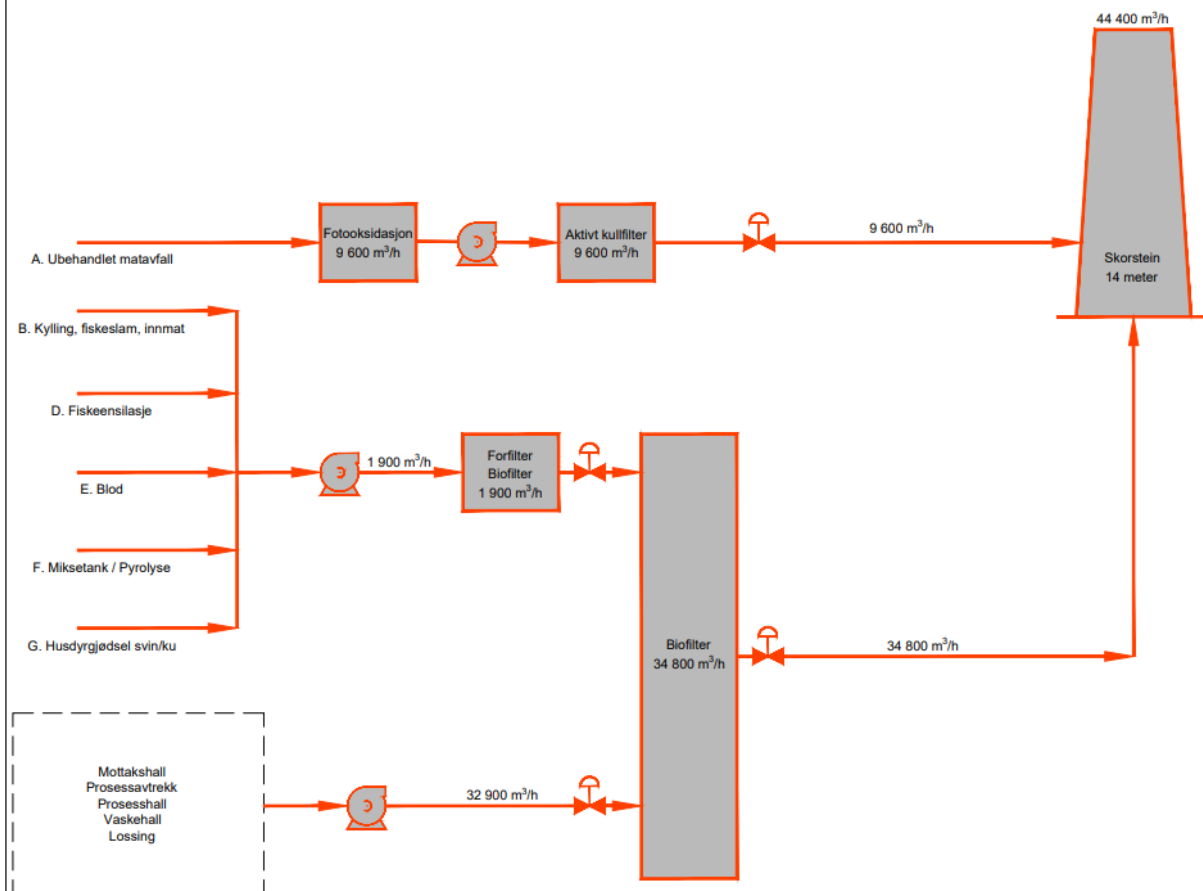 44 400 m³/h
Fotooksidasjon
9 600 m³/h
Aktivt kullfilter
9 600 m³/h
9 600 m³/h
A. Ubehandlet matavfall
Skorstein
14 meter
B. Kylling, fiskeslam, innmat
D. Fiskeensilasje
1 900 m³/h
Forfilter
Biofilter
1 900 m³/h
E. Blod
F. Miksetank / Pyrolyse
G. Husdyrgjødsel svin/ku
Biofilter
34 800 m³/h
34 800 m³/h
Mottakshall
Prosessavtrekk
Prosesshall
Vaskehall
Lossing
32 900 m³/h